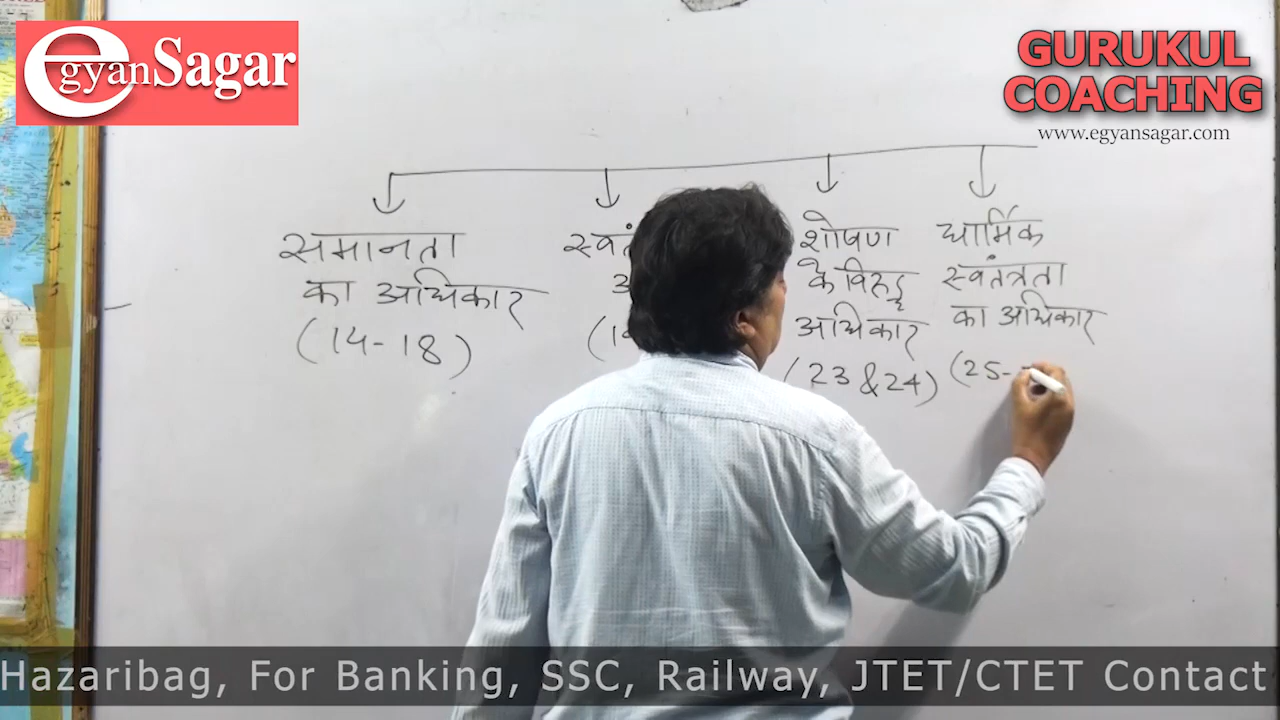 egyanSagar
GURUKUL
COACHING
www.egyansagar.com
समानता
का अधिकार
(14-18)
शोषण
के विरुद्ध
अधिकार
(23 & 24)
धार्मिक
स्वतंत्रता
का अधिकार
(25-
Hazaribag, For Banking, SSC, Railway, JTET/CTET Contact